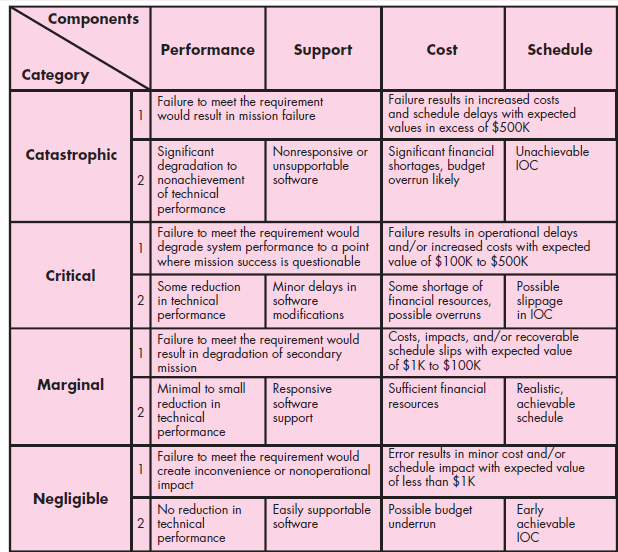 Components
Performance
Support
Cost
Schedule
Category
Catastrophic
1
Failure to meet the requirement
would result in mission failure
Failure results in increased costs
and schedule delays with expected
values in excess of $500K
2
Significant
degradation to
nonachievement
of technical
performance
Nonresponsive or
unsupportable
software
Significant financial
shortages, budget
overrun likely
Unachievable
IOC
Critical
1
Failure to meet the requirement would
degrade system performance to a point
where mission success is questionable
Failure results in operational delays
and/or increased costs with expected
value of $100K to $500K
2
Some reduction
in technical
performance
Minor delays in
software
modifications
Some shortage of
financial resources,
possible overruns
Possible
slippage
in IOC
Marginal
1
Failure to meet the requirement would
result in degradation of secondary
mission
Costs, impacts, and/or recoverable
schedule slips with expected value
of $1K to $100K
2
Minimal to small
reduction in
technical
performance
Responsive
software
support
Sufficient financial
resources
Realistic,
achievable
schedule
Negligible
1
Failure to meet the requirement would
create inconvenience or nonoperational
impact
Error results in minor cost and/or
schedule impact with expected value
of less than $1K
2
No reduction in
technical
performance
Easily supportable
software
Possible budget
underrun
Early
achievable
IOC